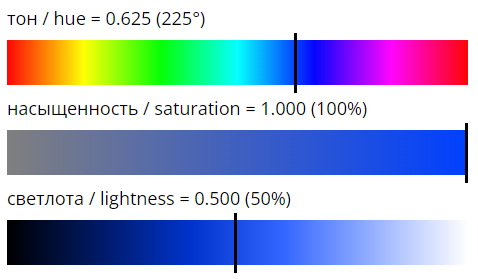 тон / hue = 0.625 (225°)
насыщенность / saturation = 1.000 (100%)
светлота / lightness = 0.500 (50%)